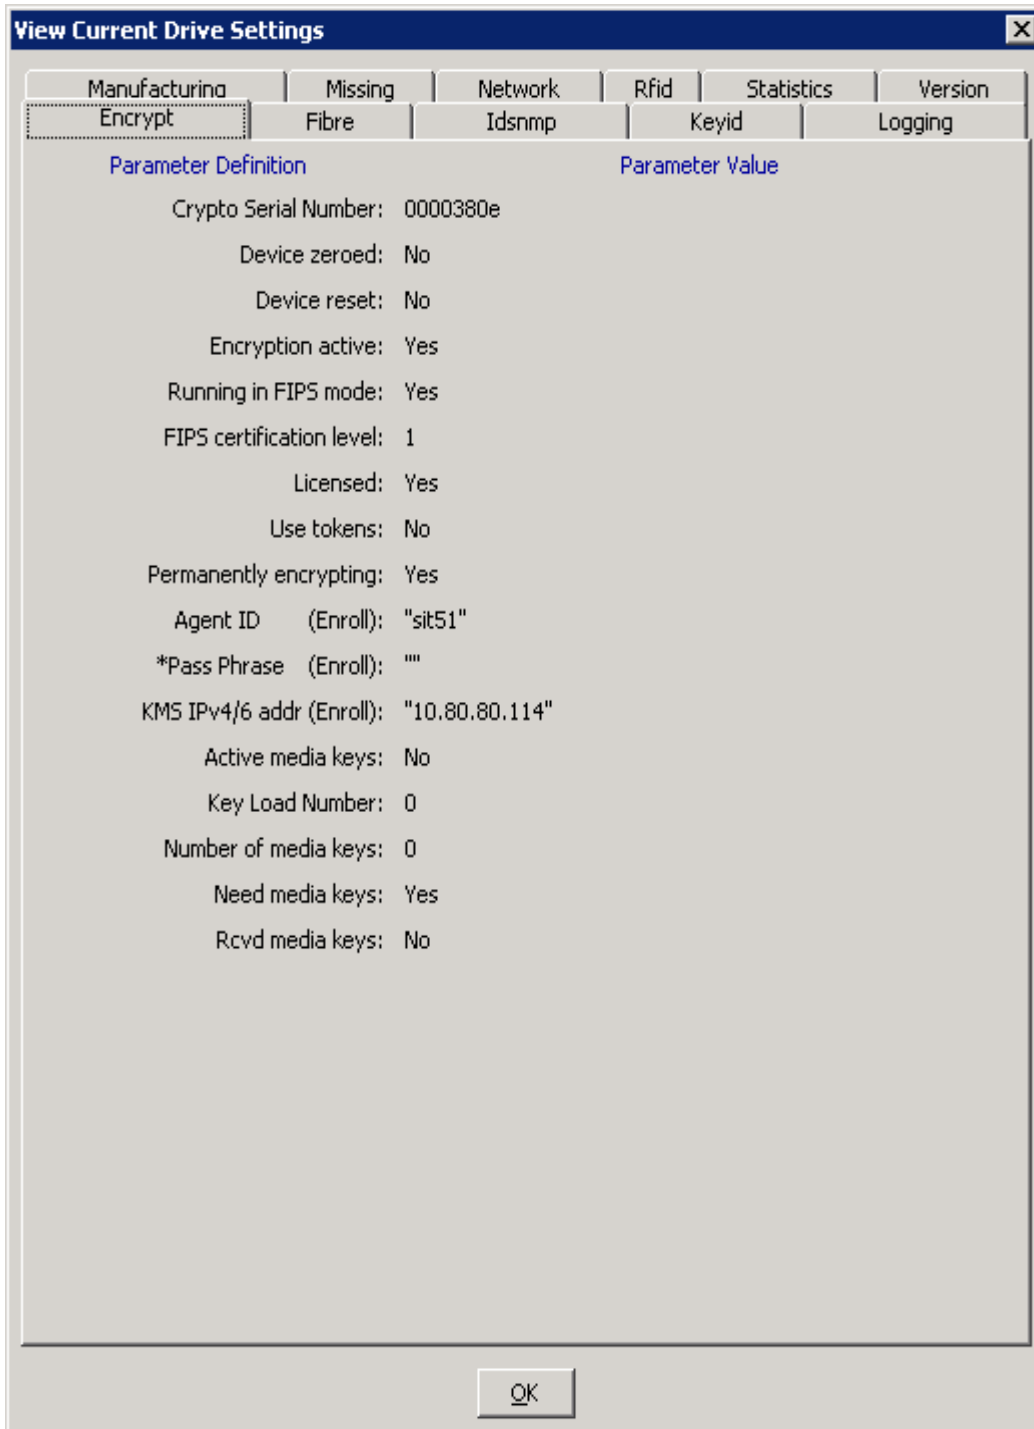 View Current Drive Settings
Manufacturing Missing Network Rfid Statistics Version
Encrypt Fibre Idsnmp Keyid Logging
Parameter Definition Parameter Value
Crypto Serial Number: 0000380e
Device zeroed: No
Device reset: No
Encryption active: Yes
Running in FIPS mode: Yes
FIPS certification level: 1
Licensed: Yes
Use tokens: No
Permanently encrypting: Yes
Agent ID (Enroll): "sit51"
*Pass Phrase (Enroll): ""
KMS IPv4/6 addr (Enroll): "10.80.80.114"
Active media keys: No
Key Load Number: 0
Number of media keys: 0
Need media keys: Yes
Rcvd media keys: No
OK